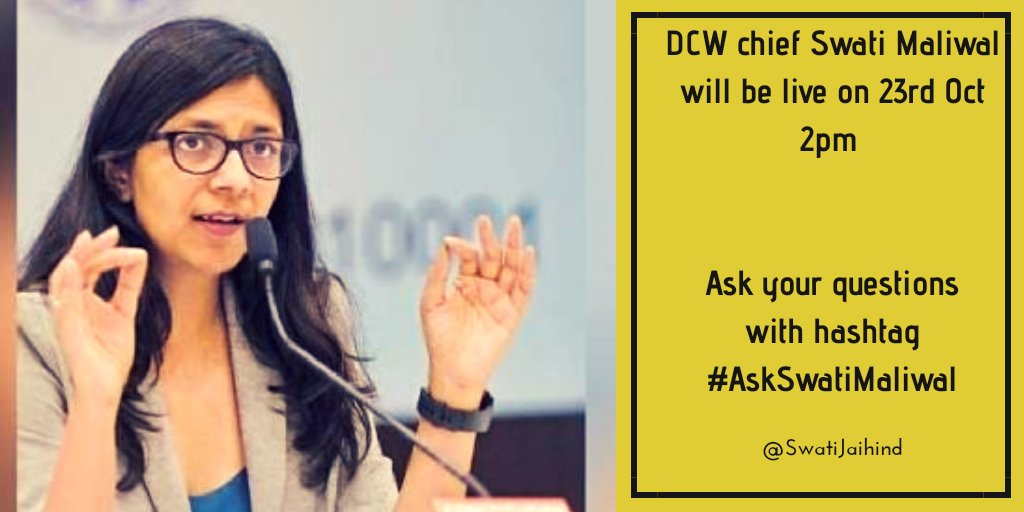 DCW chief Swati Maliwal
will be live on 23rd Oct
2pm
Ask your questions
with hashtag
#AskSwatiMaliwal
@SwatiJaihind